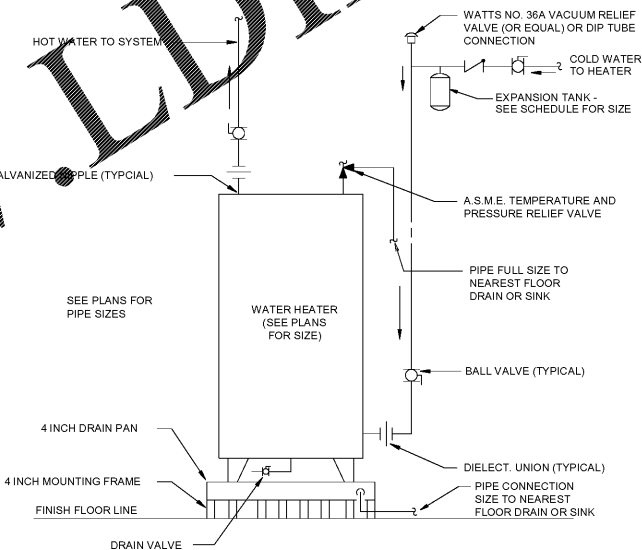 WATTS NO. 36A VACUUM RELIEF
VALVE (OR EQUAL) OR DIP TUBE
CONNECTION
HOT WATER TO SYSTEM
COLD WATER
TO HEATER
EXPANSION TANK -
SEE SCHEDULE FOR SIZE
(TYPCIAL)
A.S.M.E. TEMPERATURE AND
PRESSURE RELIEF VALVE
PIPE FULL SIZE TO
NEAREST FLOOR
DRAIN OR SINK
SEE PLANS FOR
PIPE SIZES
WATER HEATER
(SEE PLANS
FOR SIZE)
BALL VALVE (TYPICAL)
4 INCH DRAIN PAN
DIELECT. UNION (TYPICAL)
4 INCH MOUNTING FRAME
PIPE CONNECTION
SIZE TO NEAREST
FLOOR DRAIN OR SINK
FINISH FLOOR LINE
DRAIN VALVE